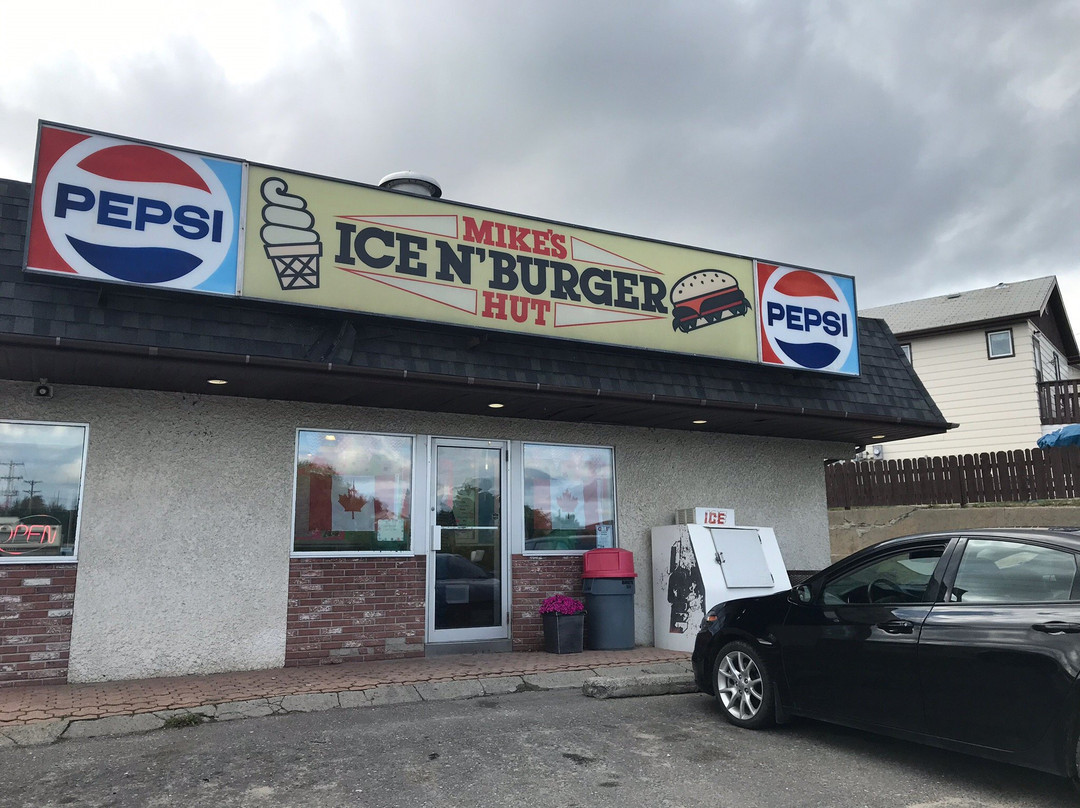 PEPSI
MIKE'S
ICE N' BURGER
HUT
PEPSI
OPEN
ICE